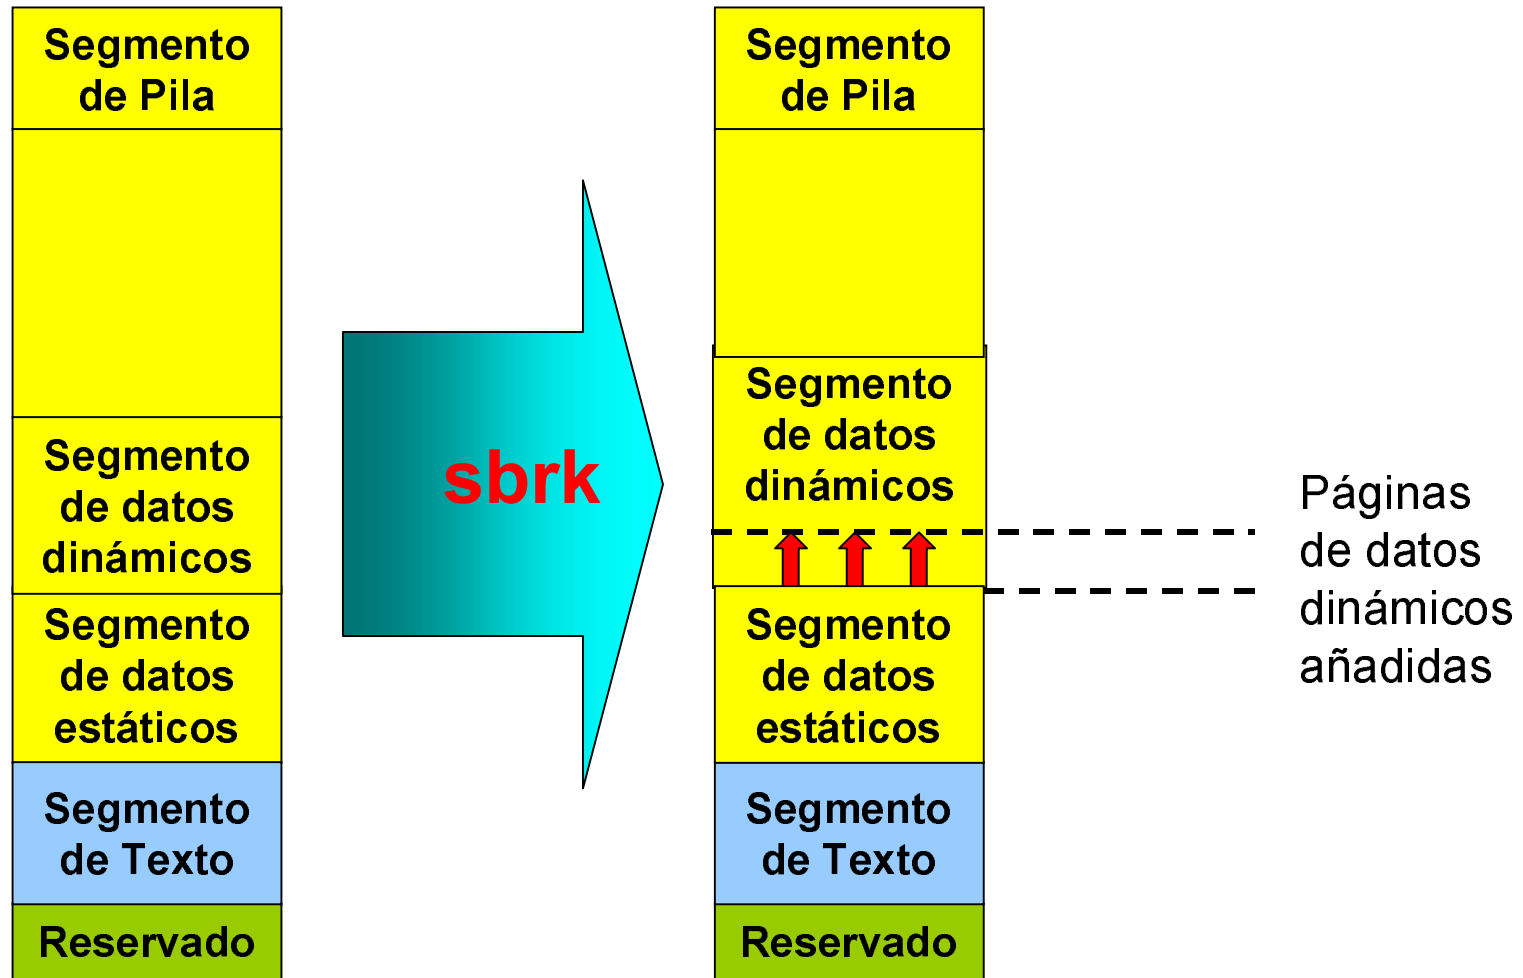 Segmento
de Pila
Segmento
de datos
dinámicos
Segmento
de datos
estáticos
Segmento
de Texto
Reservado
sbrk
Segmento
de Pila
Segmento
de datos
dinámicos
Segmento
de datos
estáticos
Segmento
de Texto
Reservado
Páginas
de datos
dinámicos
añadidas